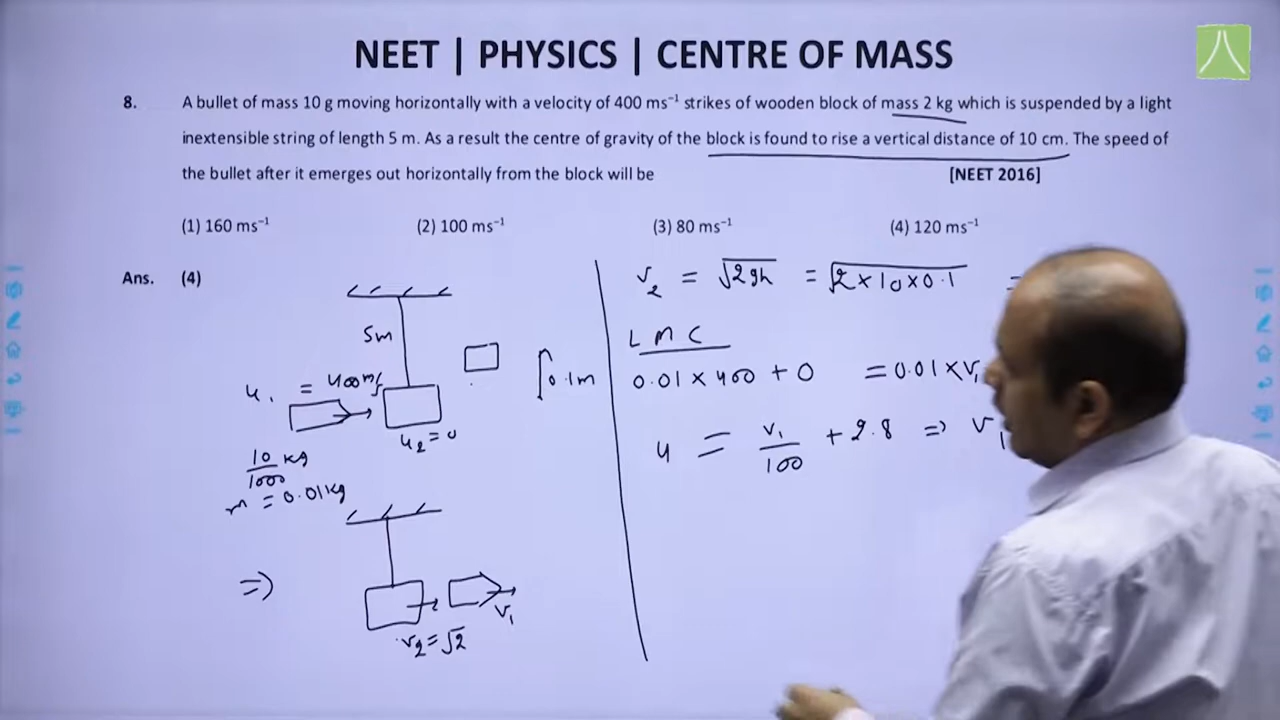 NEET | PHYSICS | CENTRE OF MASS
8. A bullet of mass 10 g moving horizontally with a velocity of 400 ms⁻¹ strikes of wooden block of mass 2 kg which is suspended by a light
inextensible string of length 5 m. As a result the centre of gravity of the block is found to rise a vertical distance of 10 cm. The speed of
the bullet after it emerges out horizontally from the block will be [NEET 2016]
(1) 160 ms⁻¹ (2) 100 ms⁻¹ (3) 80 ms⁻¹ (4) 120 ms⁻¹
Ans. (4)
5m
u₁ = 400m/s
0.1m
u₂ = 0
10/1000 kg
m = 0.01kg
⇒
v₁
v₂ = √2
v₂ = √2gh = √2×10×0.1 =
LMC
0.01 × 400 + 0 = 0.01 × v₁
4 = v₁/100 + 2.8 ⇒ v₁